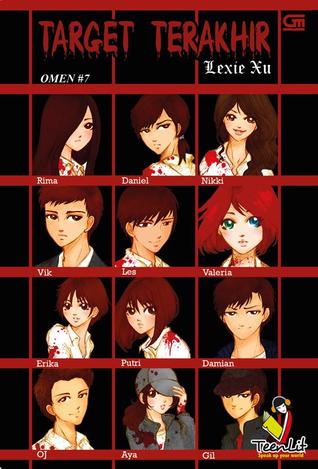 GM
TARGET TERAKHIR
OMEN #7
Lexie Xu
Rima
Daniel
Nikki
Vik
Les
Valeria
Erika
Putri
Damian
OJ
Aya
Gil
TeenLit
Speak up your world